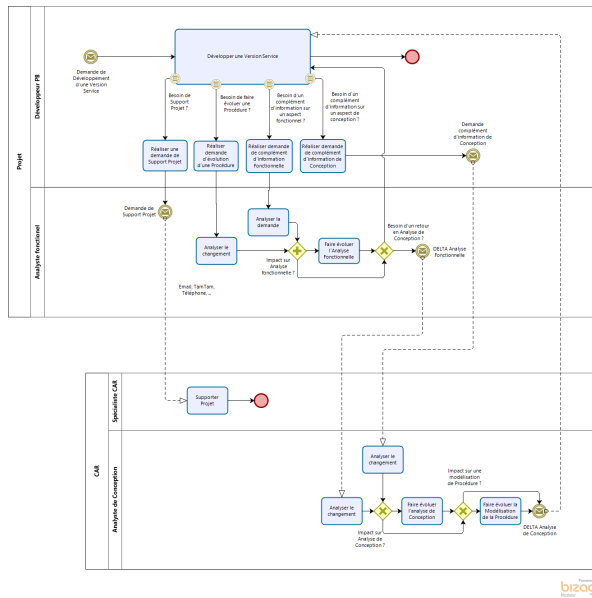 Projet
Développeur PB
Demande de
Développement
d'une Version
Service
Développer une Version Service
Besoin de
Support
Projet ?
Besoin de faire
évoluer une
Procédure ?
Besoin d'un
complément
d'information sur
un aspect
fonctionnel ?
Besoin d'un
complément
d'information sur
un aspect de
conception ?
Réaliser une
demande de
Support Projet
Réaliser
demande
d'évolution
d'une Procédure
Réaliser demande
de complément
d'Information
Fonctionnelle
Réaliser demande
de complément
d'Information de
Conception
Demande
complément
d'Information de
Conception
Analyste fonctionel
Demande de
Support Projet
Analyser la
demande
Analyser le
changement
Impact sur
Analyse
fonctionnelle ?
Faire évoluer
l'Analyse
Fonctionnelle
Besoin d'un retour
en Analyse de
Conception ?
DELTA Analyse
Fonctionnelle
Email, TamTam,
Téléphone, ...
CAR
Spécialiste CAR
Supporter
Projet
Analyste de Conception
Analyser le
changement
Analyser le
changement
Impact sur
Analyse de
Conception ?
Faire évoluer
l'analyse de
Conception
Impact sur une
modélisation
de Procédure ?
Faire évoluer la
Modélisation
de la Procédure
DELTA Analyse
de Conception
bizag
Modeler